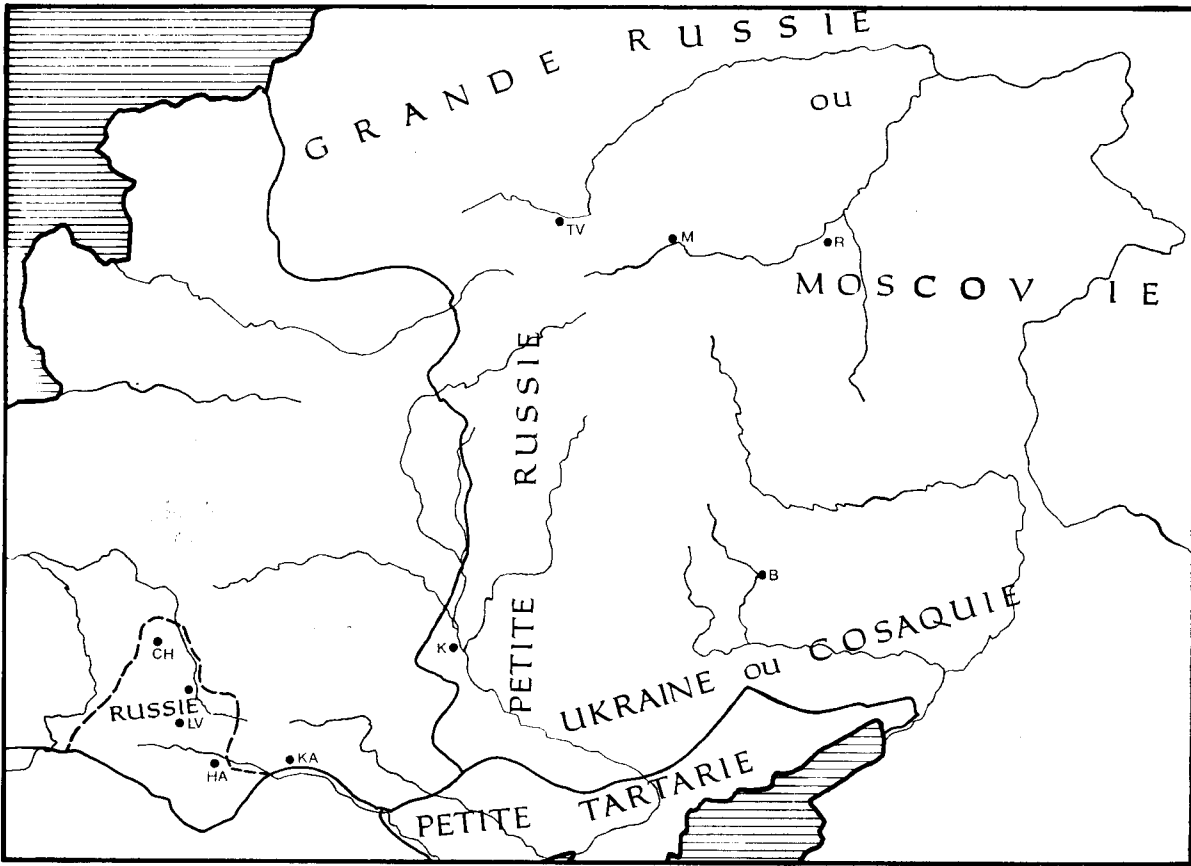 GRANDE RUSSIE
OU
MOSCOVIE
TV
M
R
PETITE RUSSIE
B
K
UKRAINE OU COSAQUIE
CH
RUSSIE
LV
HA
KA
PETITE TARTARIE